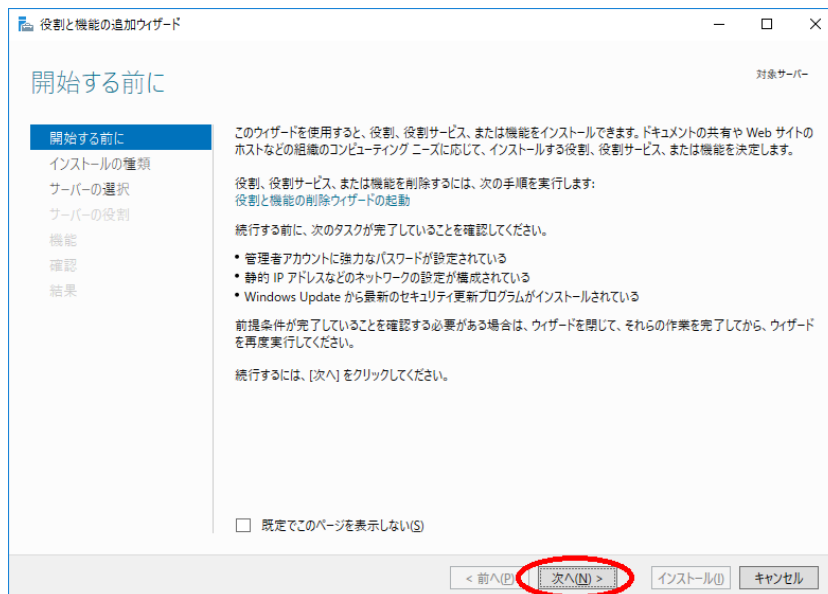 役割と機能の追加ウィザード
開始する前に
対象サーバー
開始する前に
インストールの種類
サーバーの選択
サーバーの役割
機能
確認
結果
このウィザードを使用すると、役割、役割サービス、または機能をインストールできます。ドキュメントの共有や Web サイトの
ホストなどの組織のコンピューティング ニーズに応じて、インストールする役割、役割サービス、または機能を決定します。
役割、役割サービス、または機能を削除するには、次の手順を実行します:
役割と機能の削除ウィザードの起動
続行する前に、次のタスクが完了していることを確認してください。
• 管理者アカウントに強力なパスワードが設定されている
• 静的 IP アドレスなどのネットワークの設定が構成されている
• Windows Update から最新のセキュリティ更新プログラムがインストールされている
前提条件が完了していることを確認する必要がある場合は、ウィザードを閉じて、それらの作業を完了してから、ウィザード
を再度実行してください。
続行するには、[次へ] をクリックしてください。
既定でこのページを表示しない(S)
< 前へ(P) 次へ(N) > インストール(I) キャンセル